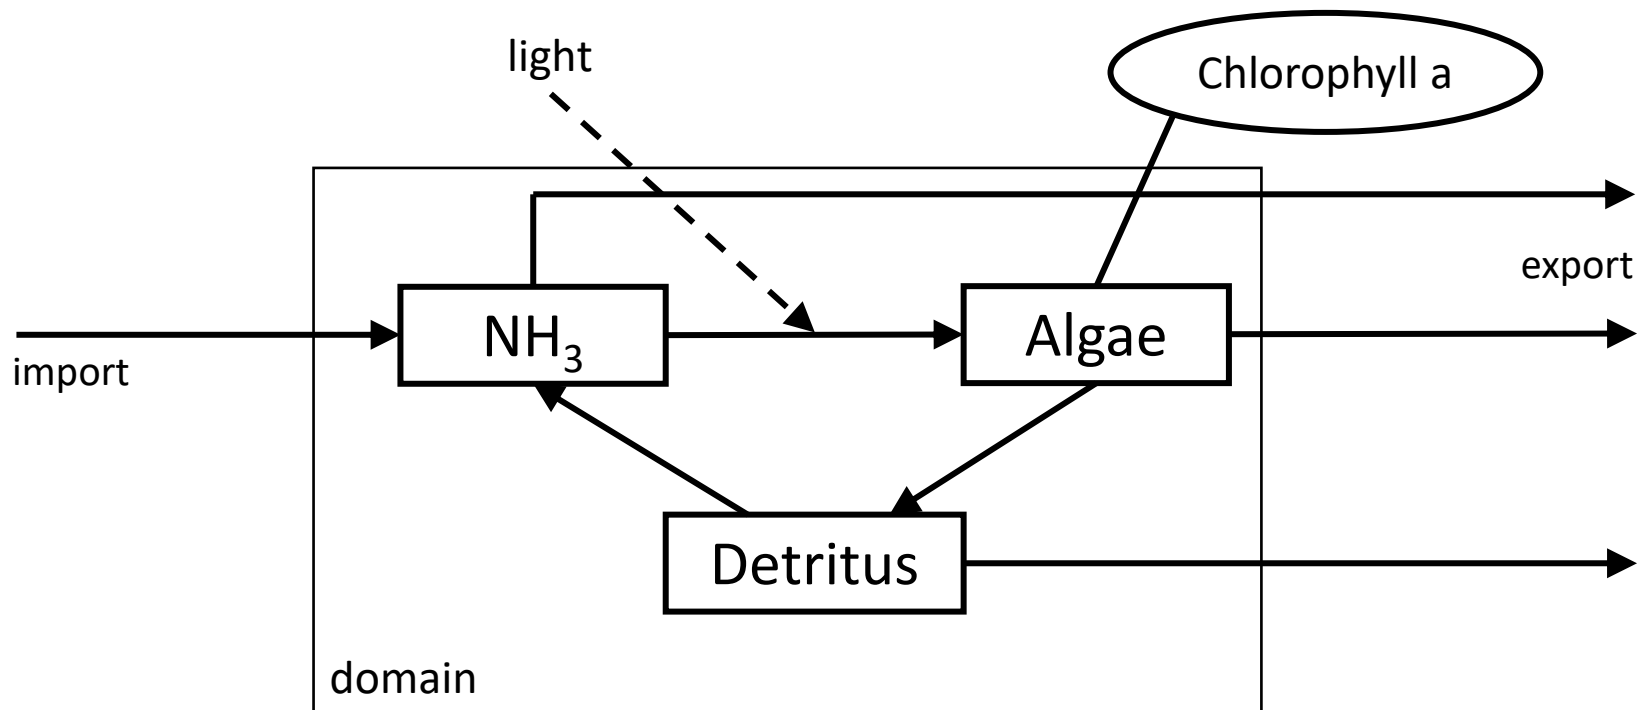 light
Chlorophyll a
export
NH₃
Algae
import
Detritus
domain